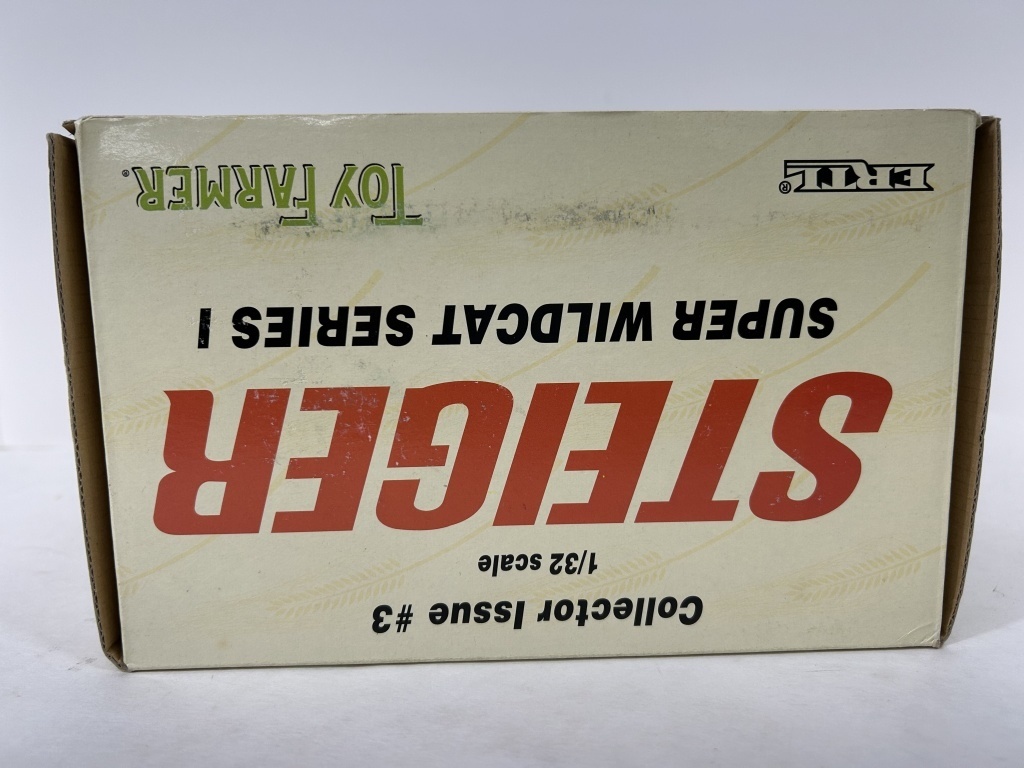 Collector Issue #3
1/32 scale
STEIGER
SUPER WILDCAT SERIES I
ERTL® TOY FARMER®